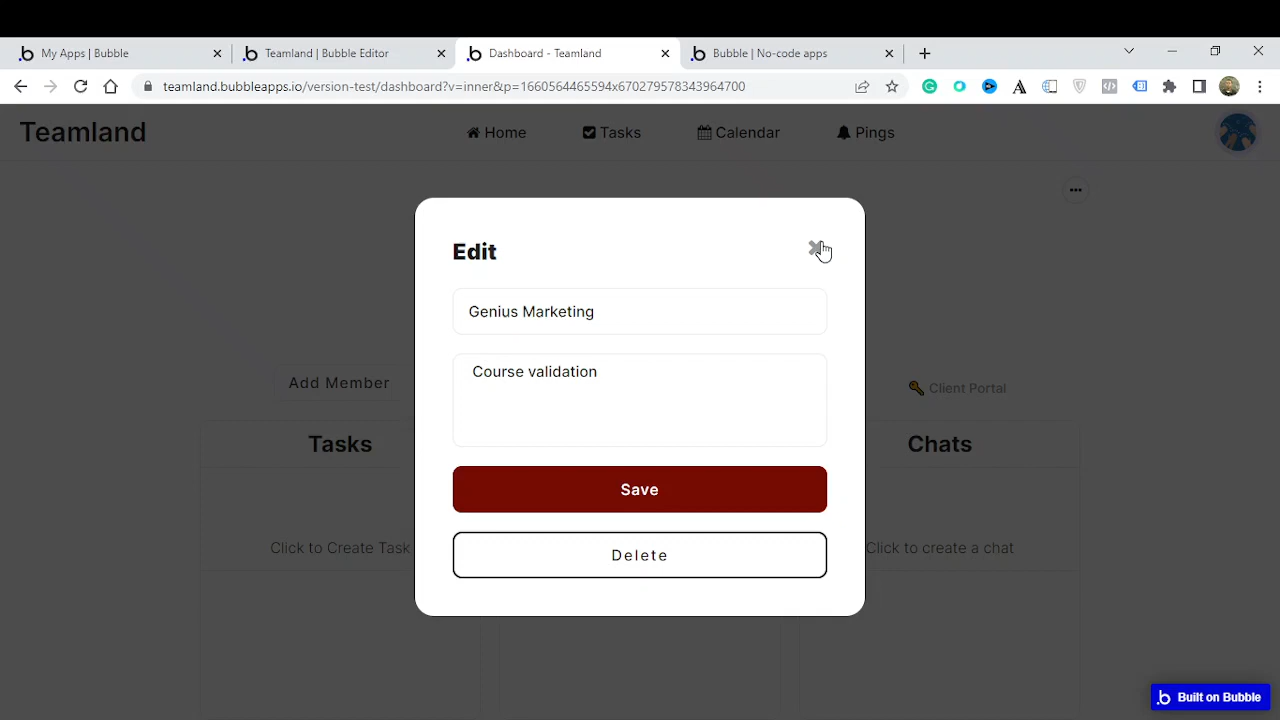 My Apps | Bubble
Teamland | Bubble Editor
Dashboard - Teamland
Bubble | No-code apps
teamland.bubbleapps.io/version-test/dashboard?v=inner&p=1660564465594x670279578343964700
Teamland
Home
Tasks
Calendar
Pings
Edit
Genius Marketing
Course validation
Save
Delete
Add Member
Client Portal
Tasks
Chats
Click to Create Task
Click to create a chat
Built on Bubble